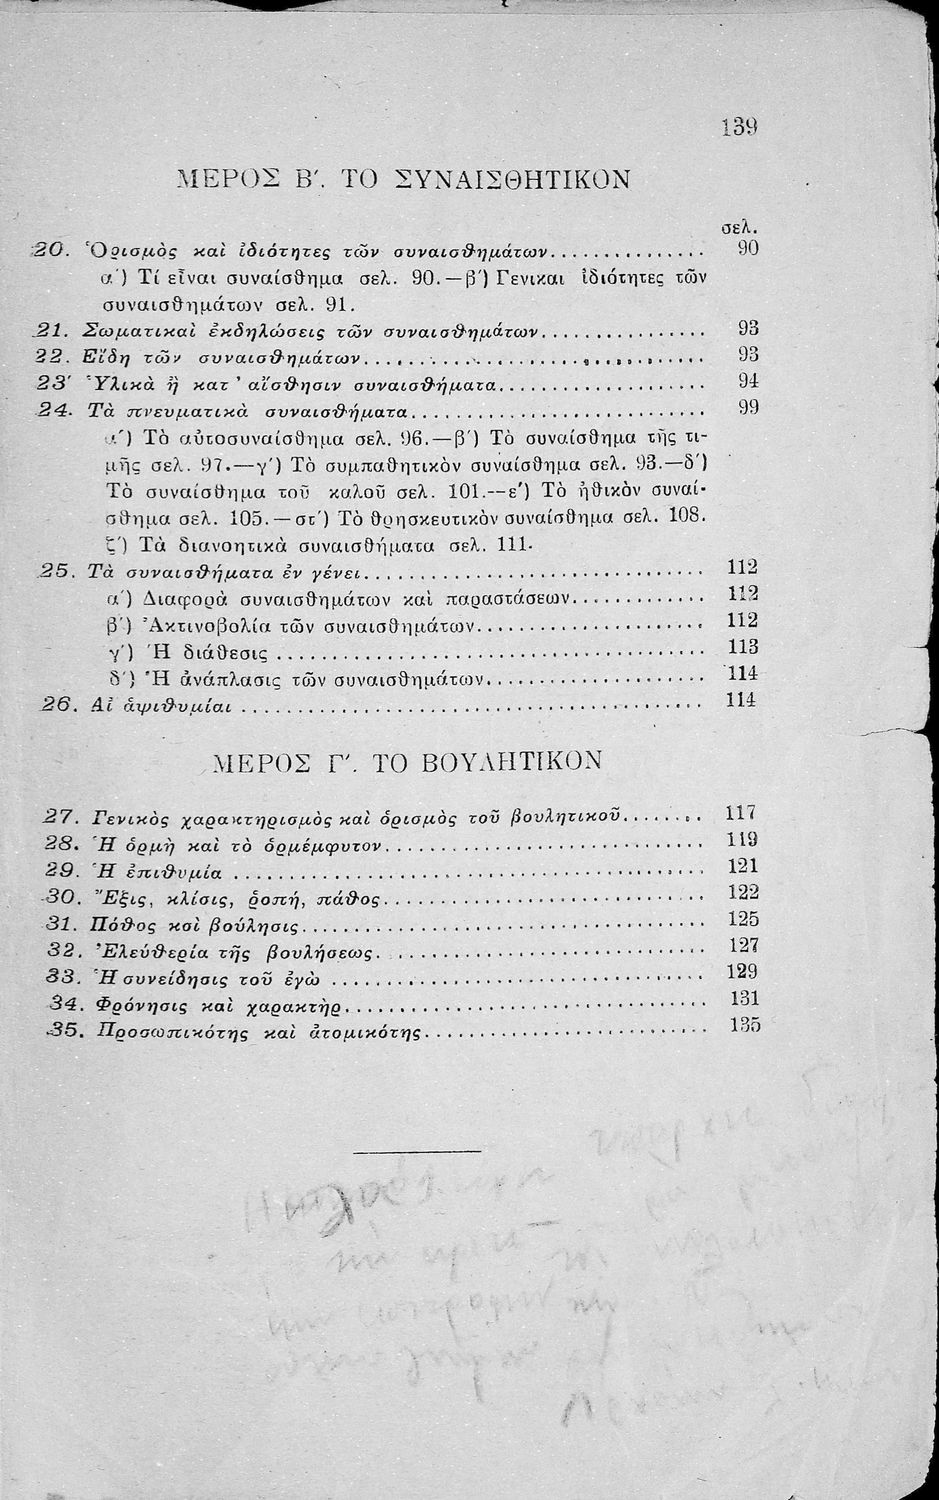 139
ΜΕΡΟΣ Β′. ΤΟ ΣΥΝΑΙΣΘΗΤΙΚΟΝ
σελ.
20. Ὁρισμὸς καὶ ἰδιότητες τῶν συναισθημάτων............... 90
α′) Τί εἶναι συναίσθημα σελ. 90.—β′) Γενικαι ἰδιότητες τῶν
συναισθημάτων σελ. 91.
21. Σωματικαὶ ἐκδηλώσεις τῶν συναισθημάτων................ 93
22. Εἴδη τῶν συναισθημάτων................................ 93
23′ Ὑλικὰ ἢ κατ' αἴσθησιν συναισθήματα.................... 94
24. Τὰ πνευματικὰ συναισθήματα............................ 99
α′) Τὸ αὐτοσυναίσθημα σελ. 96.—β′) Τὸ συναίσθημα τῆς τι-
μῆς σελ. 97.—γ′) Τὸ συμπαθητικὸν συναίσθημα σελ. 93.—δ′)
Τὸ συναίσθημα τοῦ καλοῦ σελ. 101.--ε') Τὸ ἠθικὸν συναί-
σθημα σελ. 105.—στ′) Τὸ θρησκευτικὸν συναίσθημα σελ. 108.
ζ′) Τὰ διανοητικὰ συναισθήματα σελ. 111.
25. Τὰ συναισθήματα ἐν γένει.............................. 112
α′) Διαφορὰ συναισθημάτων καὶ παραστάσεων............. 112
β′) Ἀκτινοβολία τῶν συναισθημάτων.................... 112
γ′) Ἡ διάθεσις ....................................... 113
δ′) Ἡ ἀνάπλασις τῶν συναισθημάτων..................... 114
26. Αἱ ἁψιθυμίαι ......................................... 114
ΜΕΡΟΣ Γ′. ΤΟ ΒΟΥΛΗΤΙΚΟΝ
27. Γενικὸς χαρακτηρισμὸς καὶ ὁρισμὸς τοῦ βουλητικοῦ........ 117
28. Ἡ ὁρμὴ καὶ τὸ ὁρμέμφυτον.............................. 119
29. Ἡ ἐπιθυμία ........................................... 121
30. Ἕξις, κλίσις, ῥοπή, πάθος............................. 122
31. Πόθος κσὶ βούλησις.................................... 125
32. Ἐλεύθερία τῆς βουλήσεως............................... 127
33. Ἡ συνείδησις τοῦ ἐγὼ ................................. 129
34. Φρόνησις καὶ χαρακτὴρ................................. 131
35. Προσωπικότης καὶ ἀτομικότης........................... 135